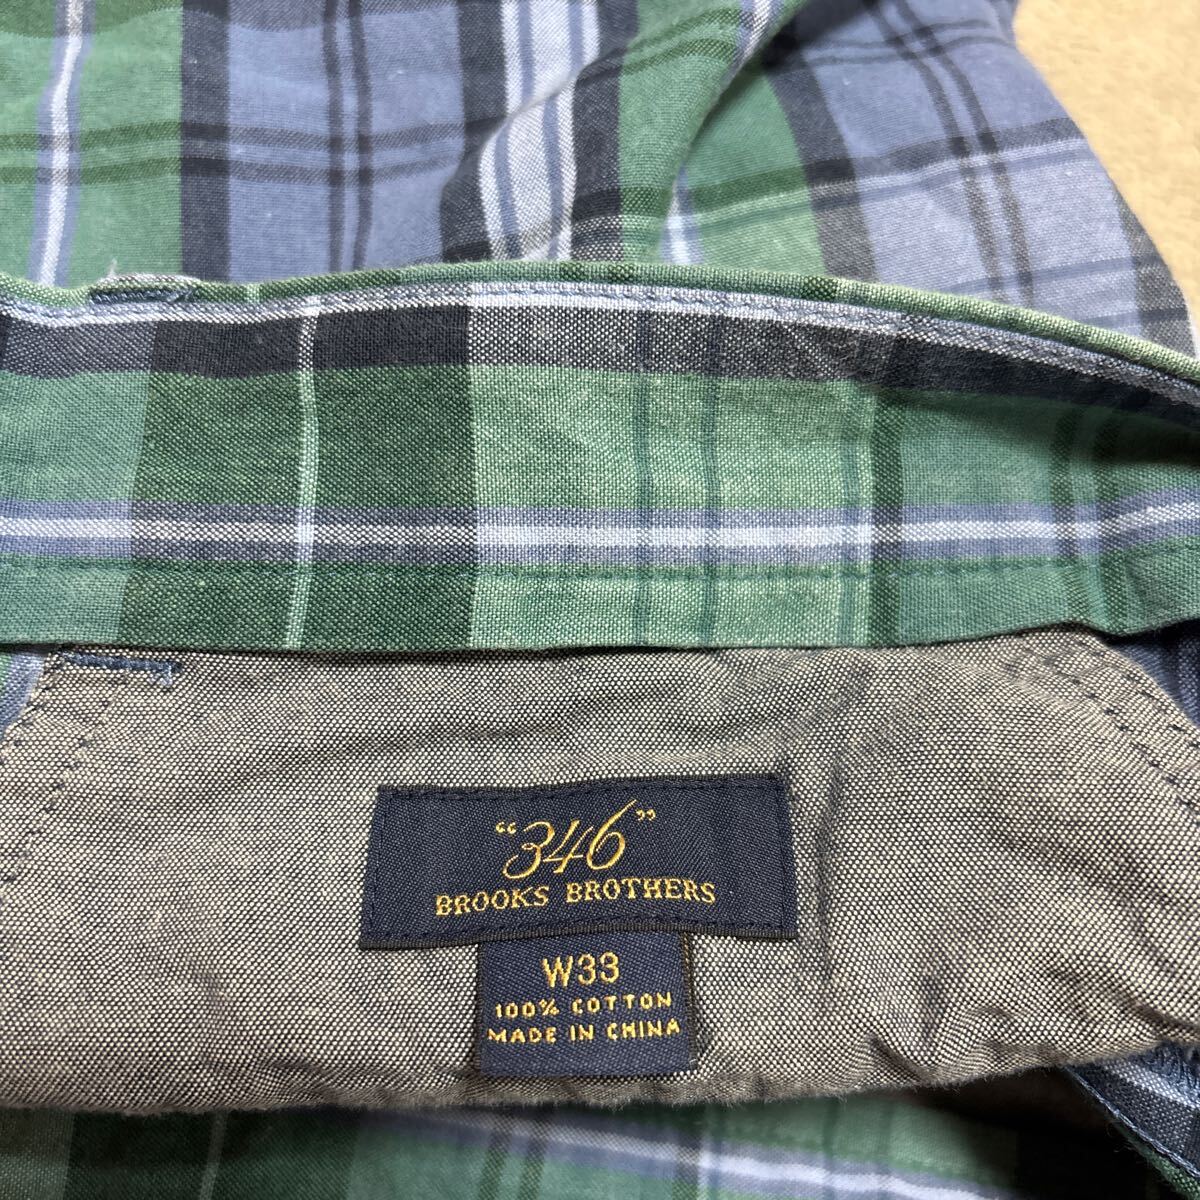 “346”
BROOKS BROTHERS
W33
100% COTTON
MADE IN CHINA